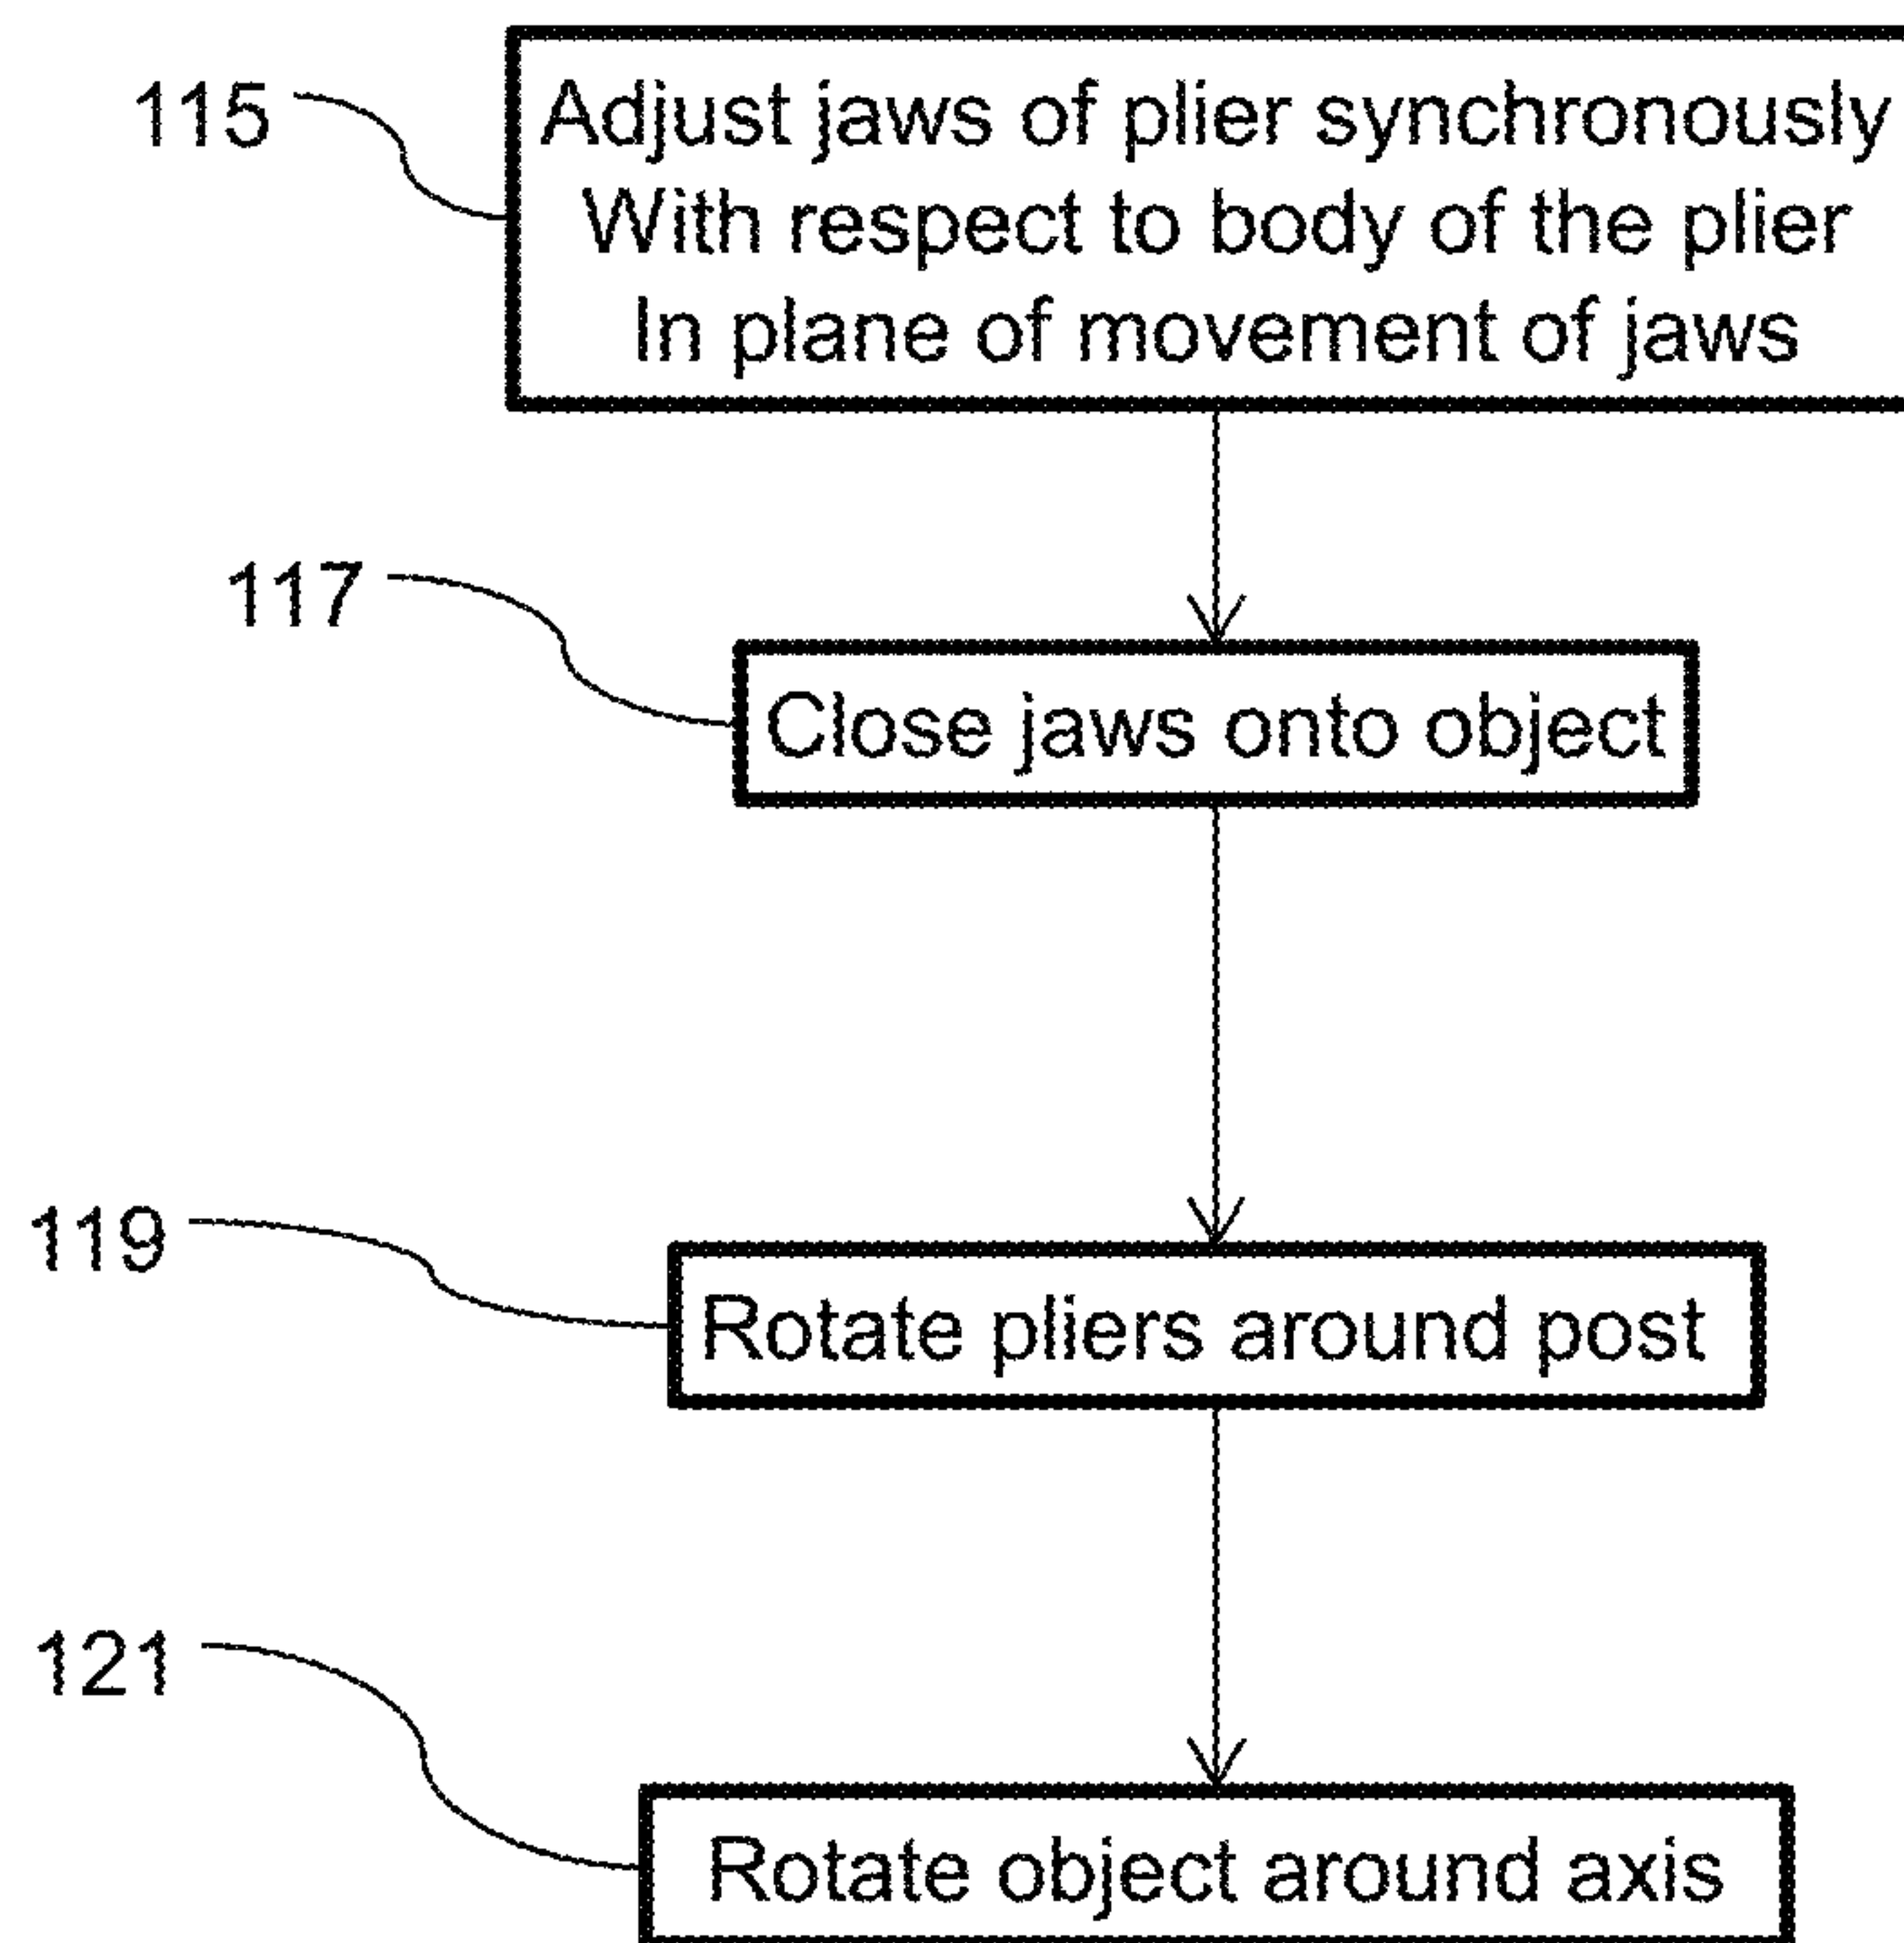 115
Adjust jaws of plier synchronously
With respect to body of the plier
In plane of movement of jaws
117
Close jaws onto object
119
Rotate pliers around post
121
Rotate object around axis